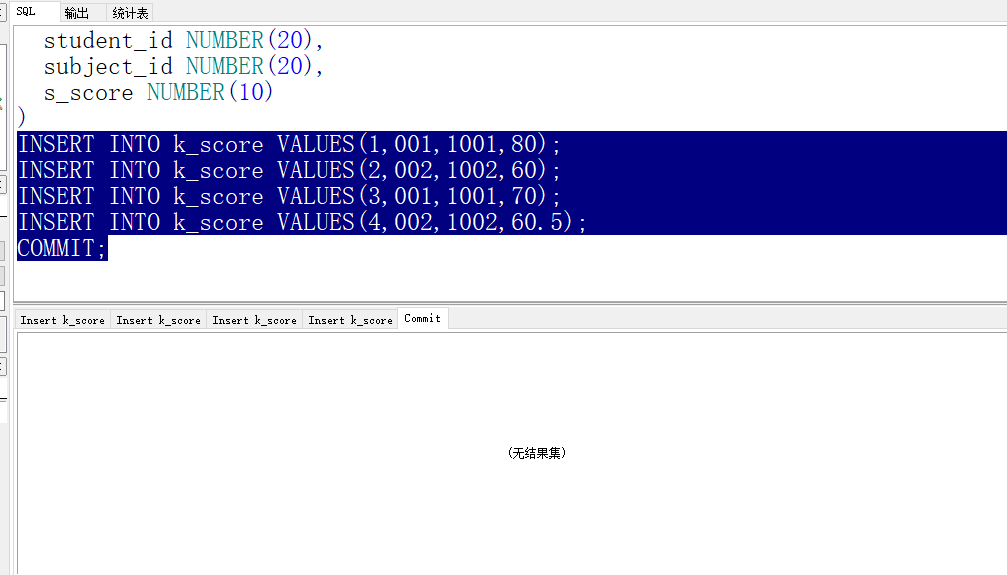 SQL 输出 统计表
student_id NUMBER(20),
subject_id NUMBER(20),
s_score NUMBER(10)
)
INSERT INTO k_score VALUES(1,001,1001,80);
INSERT INTO k_score VALUES(2,002,1002,60);
INSERT INTO k_score VALUES(3,001,1001,70);
INSERT INTO k_score VALUES(4,002,1002,60.5);
COMMIT;
Insert k_score Insert k_score Insert k_score Insert k_score Commit
(无结果集)